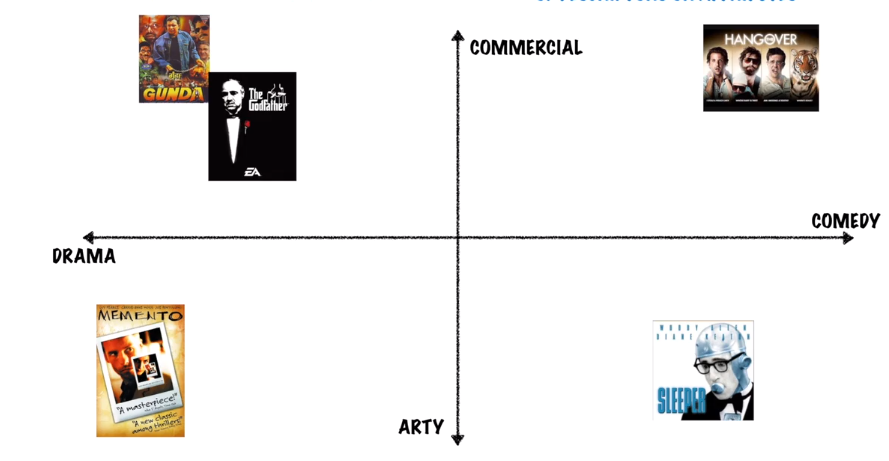 COMMERCIAL
HANGOVER
GUNDA
The
Godfather
EA
COMEDY
DRAMA
MEMENTO
"A masterpiece!"
"A new classic
among thrillers."
WOODY ALLEN
DIANE KEATON
SLEEPER
ARTY